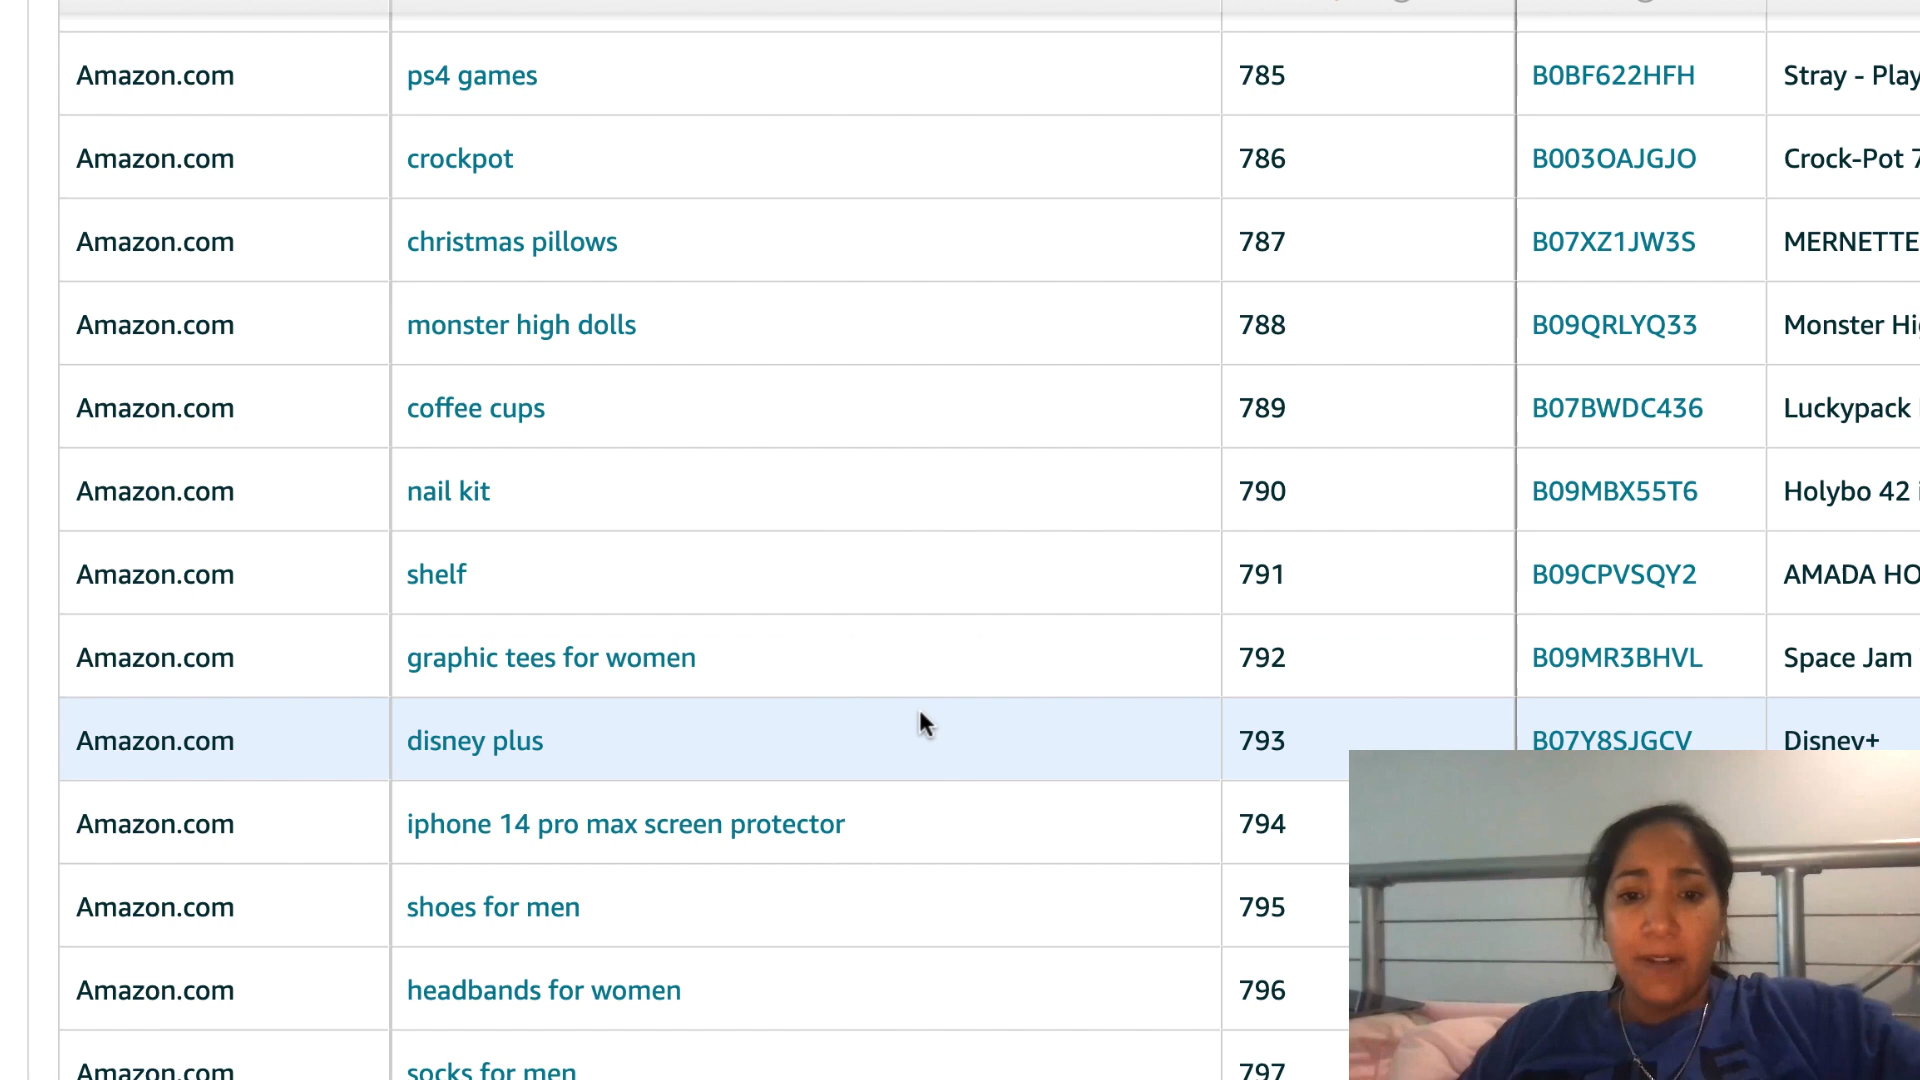 Amazon.com ps4 games 785 B0BF622HFH Stray - Play
Amazon.com crockpot 786 B003OAJGJO Crock-Pot 7
Amazon.com christmas pillows 787 B07XZ1JW3S MERNETTE
Amazon.com monster high dolls 788 B09QRLYQ33 Monster Hi
Amazon.com coffee cups 789 B07BWDC436 Luckypack
Amazon.com nail kit 790 B09MBX55T6 Holybo 42 i
Amazon.com shelf 791 B09CPVSQY2 AMADA HO
Amazon.com graphic tees for women 792 B09MR3BHVL Space Jam
Amazon.com disney plus 793 B07Y8SJGCV Disney+
Amazon.com iphone 14 pro max screen protector 794
Amazon.com shoes for men 795
Amazon.com headbands for women 796
Amazon.com socks for men 797